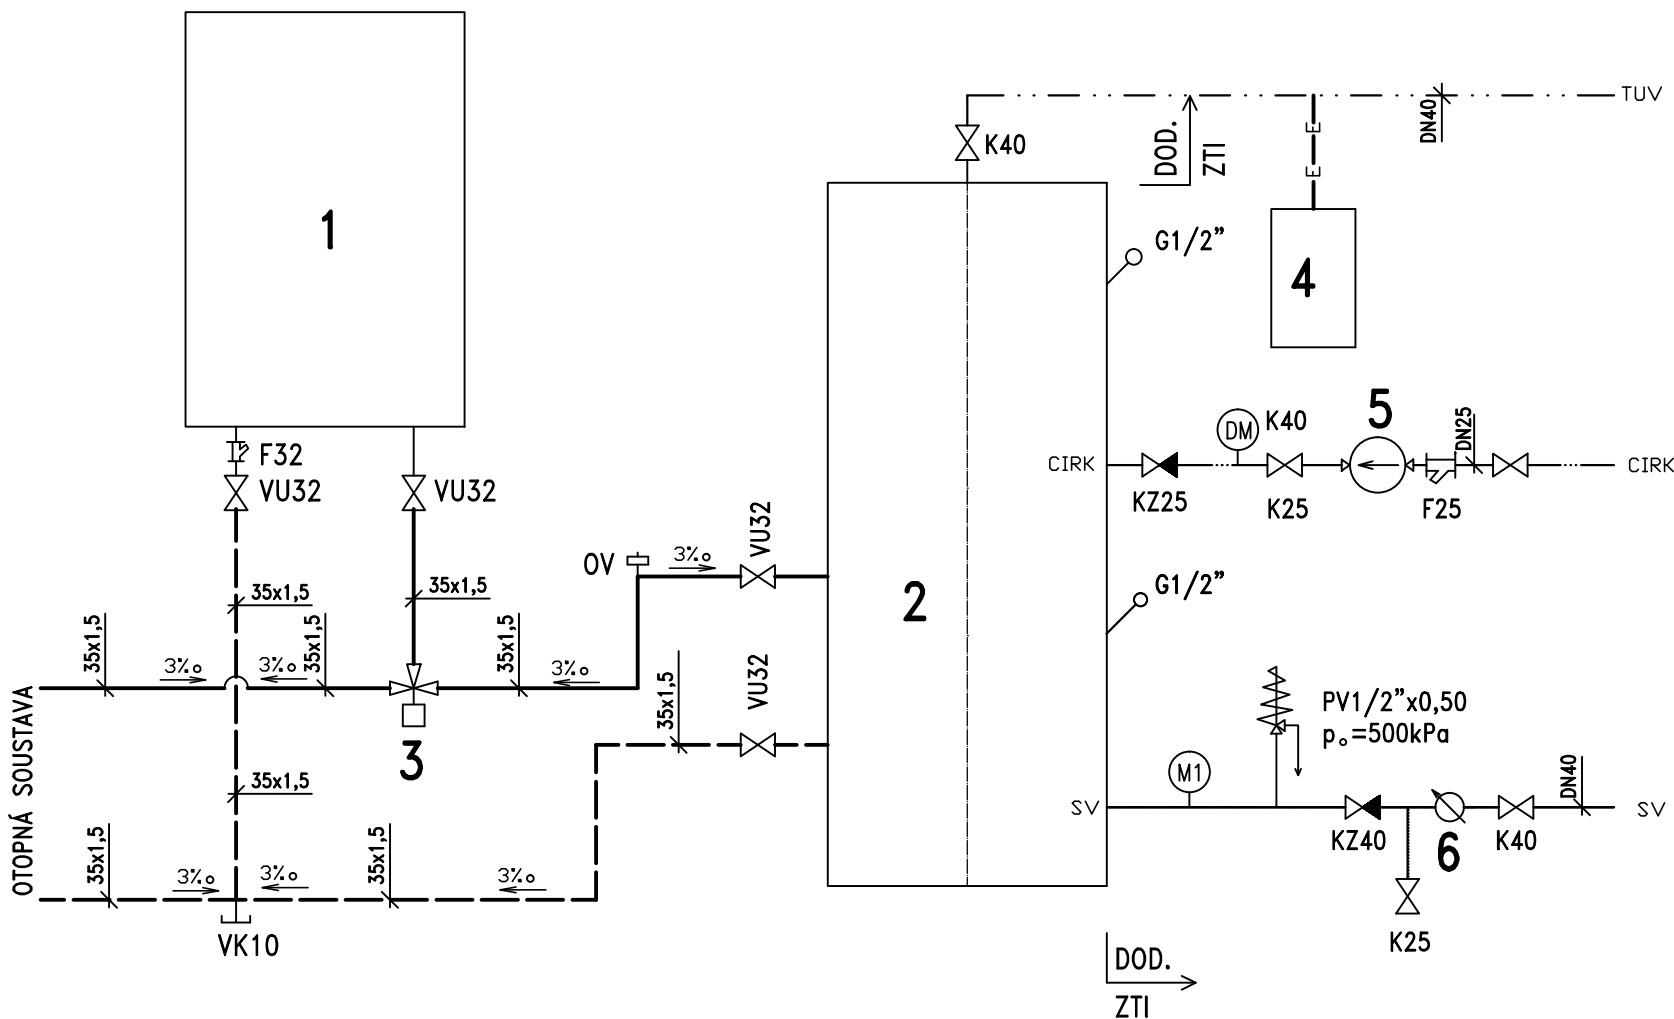 TUV
DN40
DOD.
ZTI
K40
1
G1/2"
4
5
DN25
K40
DM
F32
CIRK
CIRK
VU32
VU32
KZ25
K25
F25
VU32
OV
3‰
35x1,5
35x1,5
2
G1/2"
35x1,5
35x1,5
35x1,5
3‰
3‰
3‰
VU32
35x1,5
OTOPNÁ SOUSTAVA
PV1/2"x0,50
p₀=500kPa
3
M1
35x1,5
DN40
SV
SV
KZ40
6
K40
35x1,5
35x1,5
3‰
3‰
3‰
VK10
K25
DOD.
ZTI